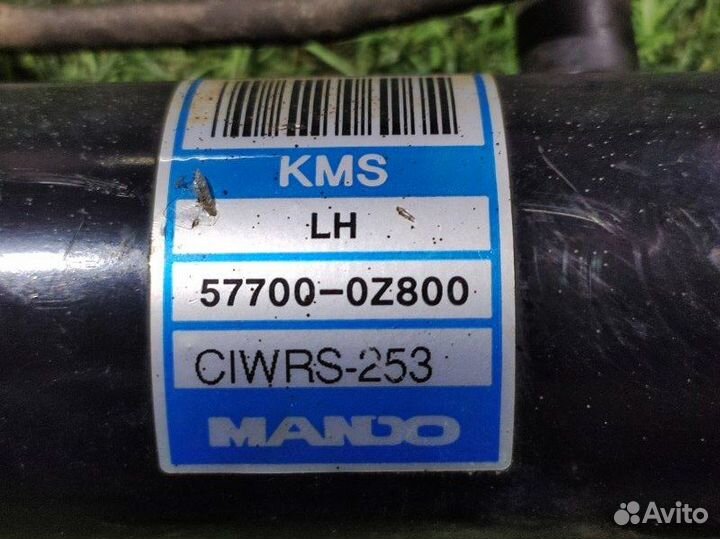 KMS
LH
57700-0Z800
CIWRS-253
MANDO
Avito